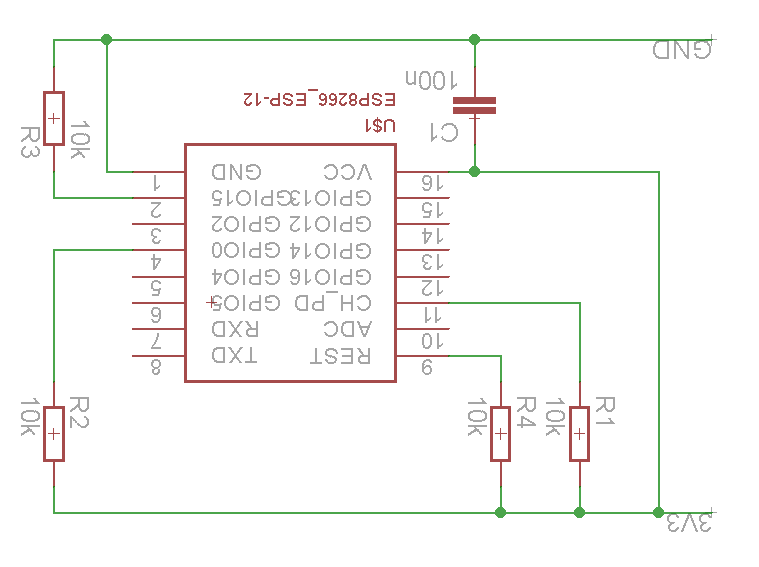 GND
100n
ESP8266_ESP-12
U$1
C1
R3
10k
GND VCC
1 16
GPIO15 GPIO13
2 15
GPIO2 GPIO12
3 14
GPIO0 GPIO14
4 13
GPIO4 GPIO16
5 12
GPIO5 CH_PD
6 11
RXD ADC
7 10
TXD REST
8 9
10k
R2
10k
R4
10k
R1
3V3